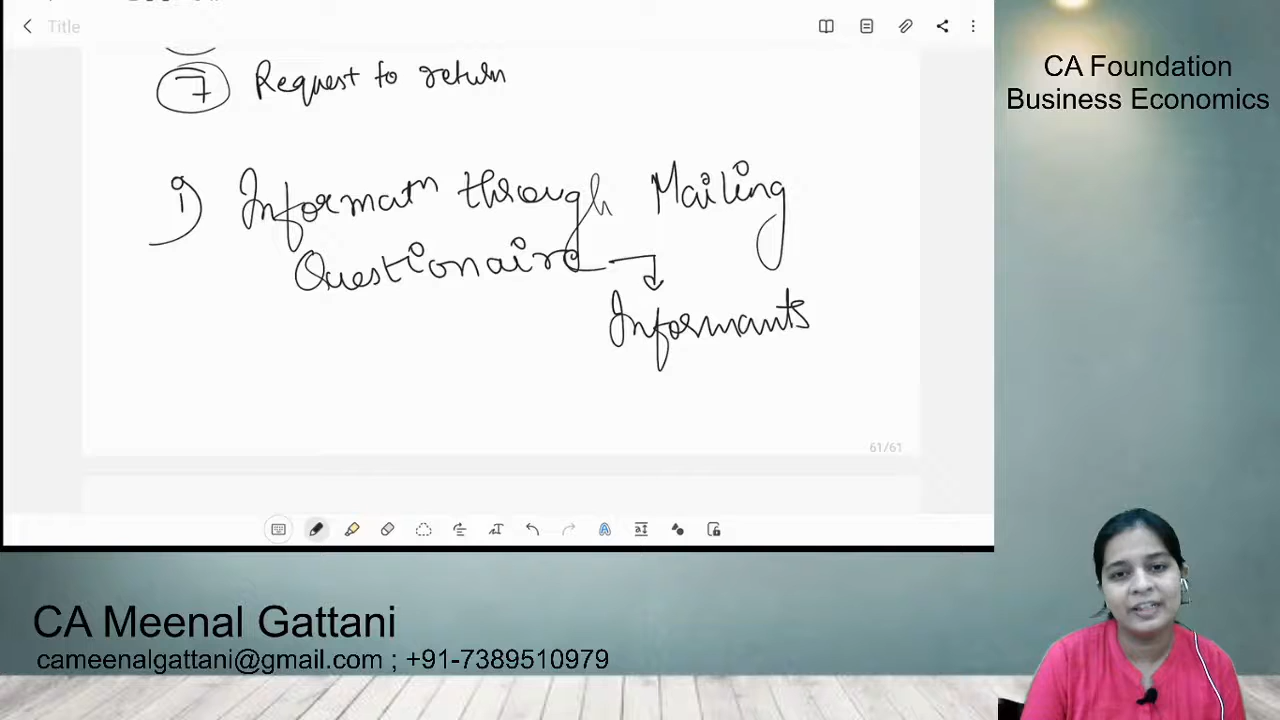 Title
CA Foundation
Business Economics
7 Request to return
i) Informatn through Mailing
Questionaire
Informants
61/61
CA Meenal Gattani
cameenalgattani@gmail.com ; +91-7389510979